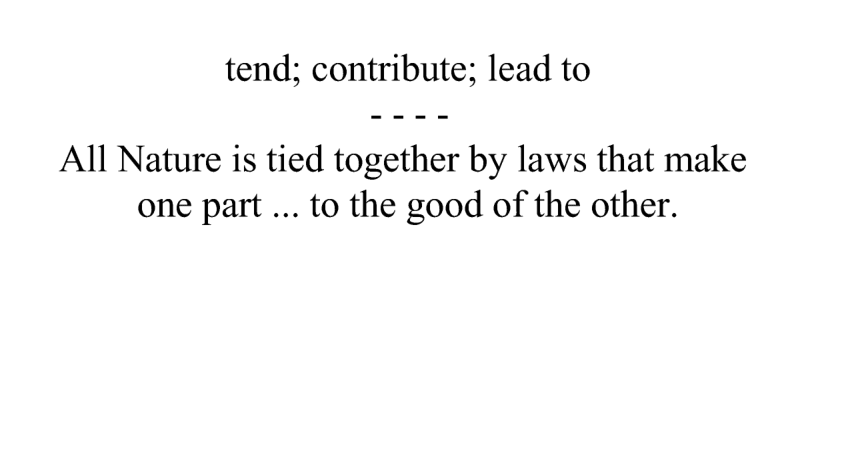 tend; contribute; lead to
- - - -
All Nature is tied together by laws that make
one part ... to the good of the other.